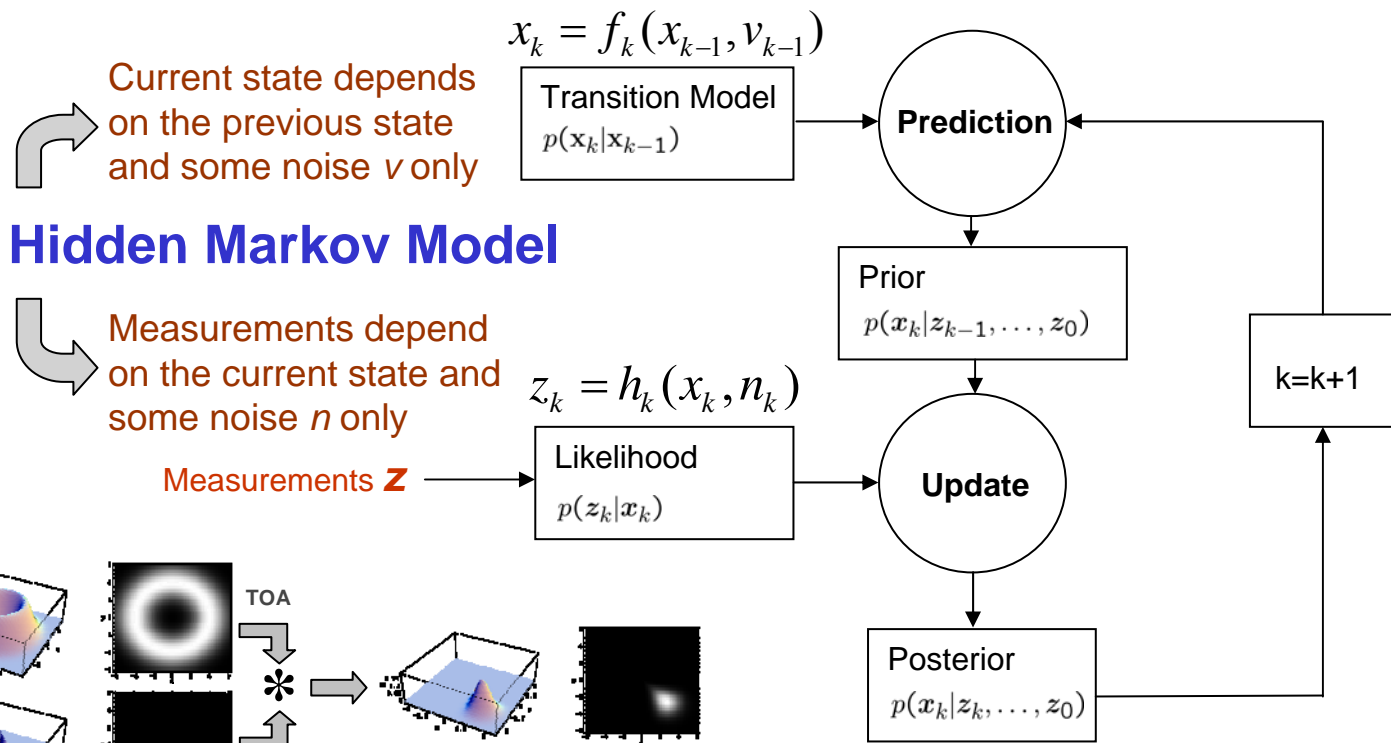 x_k = f_k(x_{k-1}, v_{k-1})
Current state depends
on the previous state
and some noise v only
Transition Model
p(x_k|x_{k-1})
Prediction
Hidden Markov Model
Prior
p(x_k|z_{k-1}, ..., z_0)
k=k+1
Measurements depend
on the current state and
some noise n only
z_k = h_k(x_k, n_k)
Measurements z
Likelihood
p(z_k|x_k)
Update
TOA
*
Posterior
p(x_k|z_k, ..., z_0)